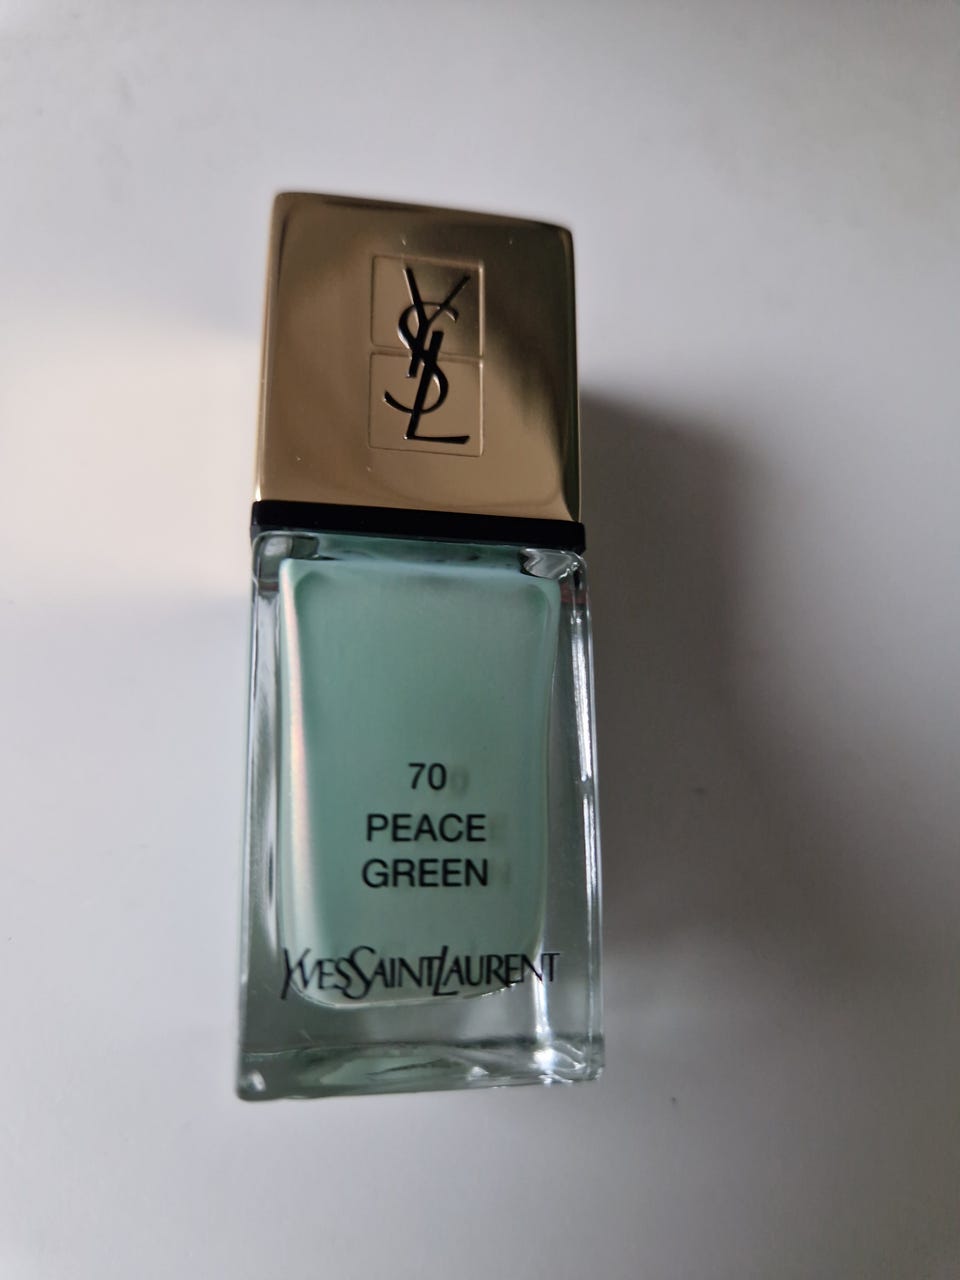 YSL
70
PEACE
GREEN
YVESSAINTLAURENT